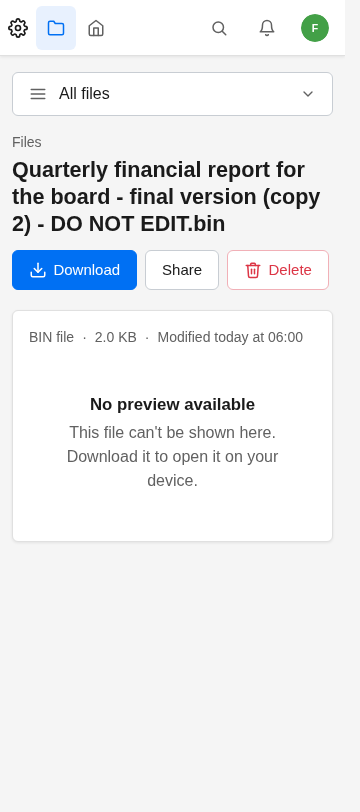 F
All files
Files
Quarterly financial report for
the board - final version (copy
2) - DO NOT EDIT.bin
Download
Share
Delete
BIN file · 2.0 KB · Modified today at 06:00
No preview available
This file can't be shown here.
Download it to open it on your
device.